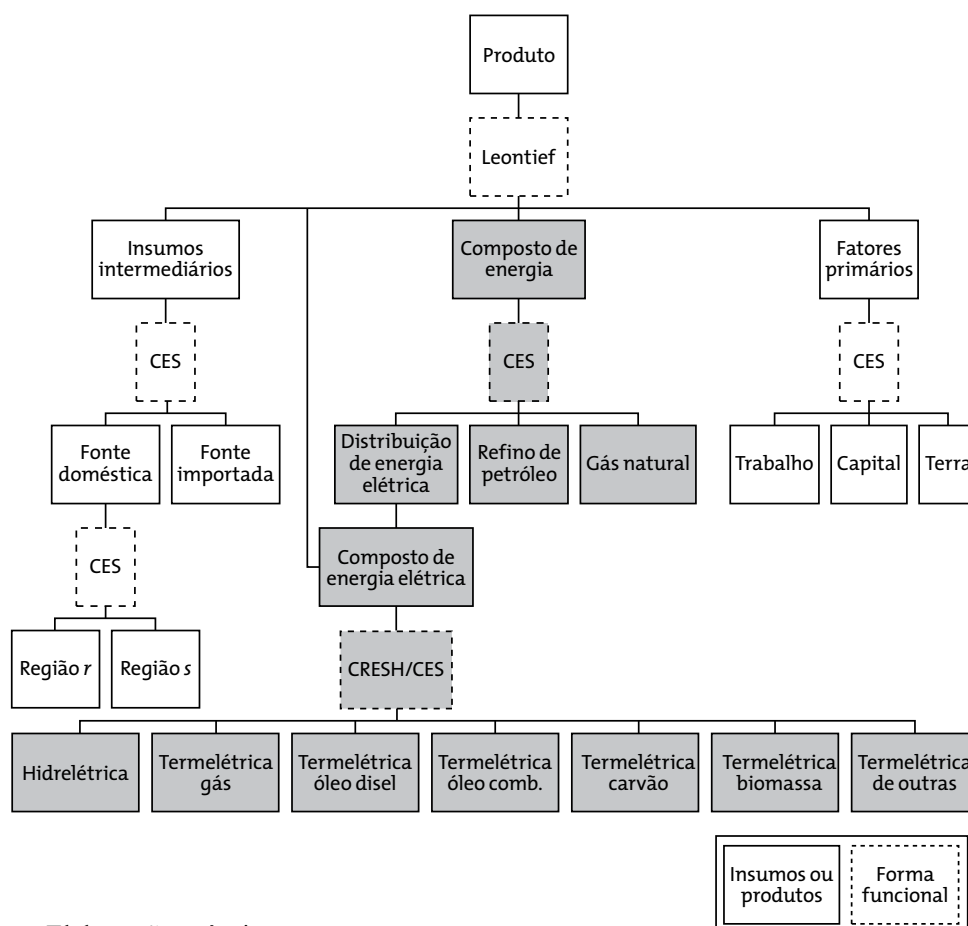 Produto
Leontief
Insumos
intermediários
Composto de
energia
Fatores
primários
CES
CES
CES
Fonte
doméstica
Fonte
importada
Distribuição
de energia
elétrica
Refino de
petróleo
Gás natural
Trabalho
Capital
Terra
CES
Composto de
energia elétrica
Região r
Região s
CRESH/CES
Hidrelétrica
Termelétrica
gás
Termelétrica
óleo disel
Termelétrica
óleo comb.
Termelétrica
carvão
Termelétrica
biomassa
Termelétrica
de outras
Insumos ou
produtos
Forma
funcional